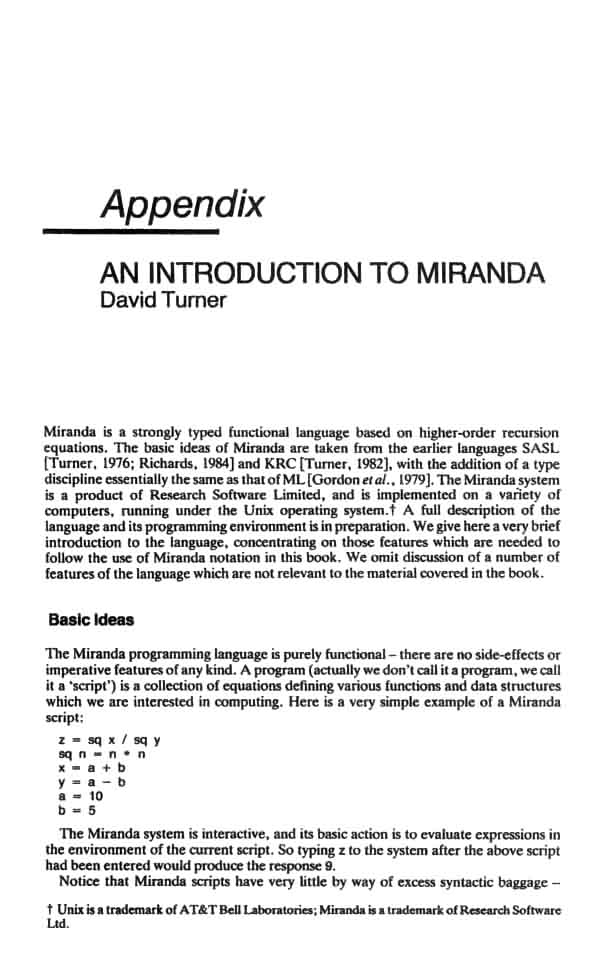 Appendix
AN INTRODUCTION TO MIRANDA
David Turner
Miranda is a strongly typed functional language based on higher-order recursion
equations. The basic ideas of Miranda are taken from the earlier languages SASL
[Turner, 1976; Richards, 1984] and KRC [Turner, 1982], with the addition of a type
discipline essentially the same as that of ML [Gordon et al., 1979]. The Miranda system
is a product of Research Software Limited, and is implemented on a variety of
computers, running under the Unix operating system.† A full description of the
language and its programming environment is in preparation. We give here a very brief
introduction to the language, concentrating on those features which are needed to
follow the use of Miranda notation in this book. We omit discussion of a number of
features of the language which are not relevant to the material covered in the book.
Basic Ideas
The Miranda programming language is purely functional – there are no side-effects or
imperative features of any kind. A program (actually we don't call it a program, we call
it a 'script') is a collection of equations defining various functions and data structures
which we are interested in computing. Here is a very simple example of a Miranda
script:
z = sq x / sq y
sq n = n * n
x = a + b
y = a – b
a = 10
b = 5
The Miranda system is interactive, and its basic action is to evaluate expressions in
the environment of the current script. So typing z to the system after the above script
had been entered would produce the response 9.
Notice that Miranda scripts have very little by way of excess syntactic baggage –
† Unix is a trademark of AT&T Bell Laboratories; Miranda is a trademark of Research Software
Ltd.